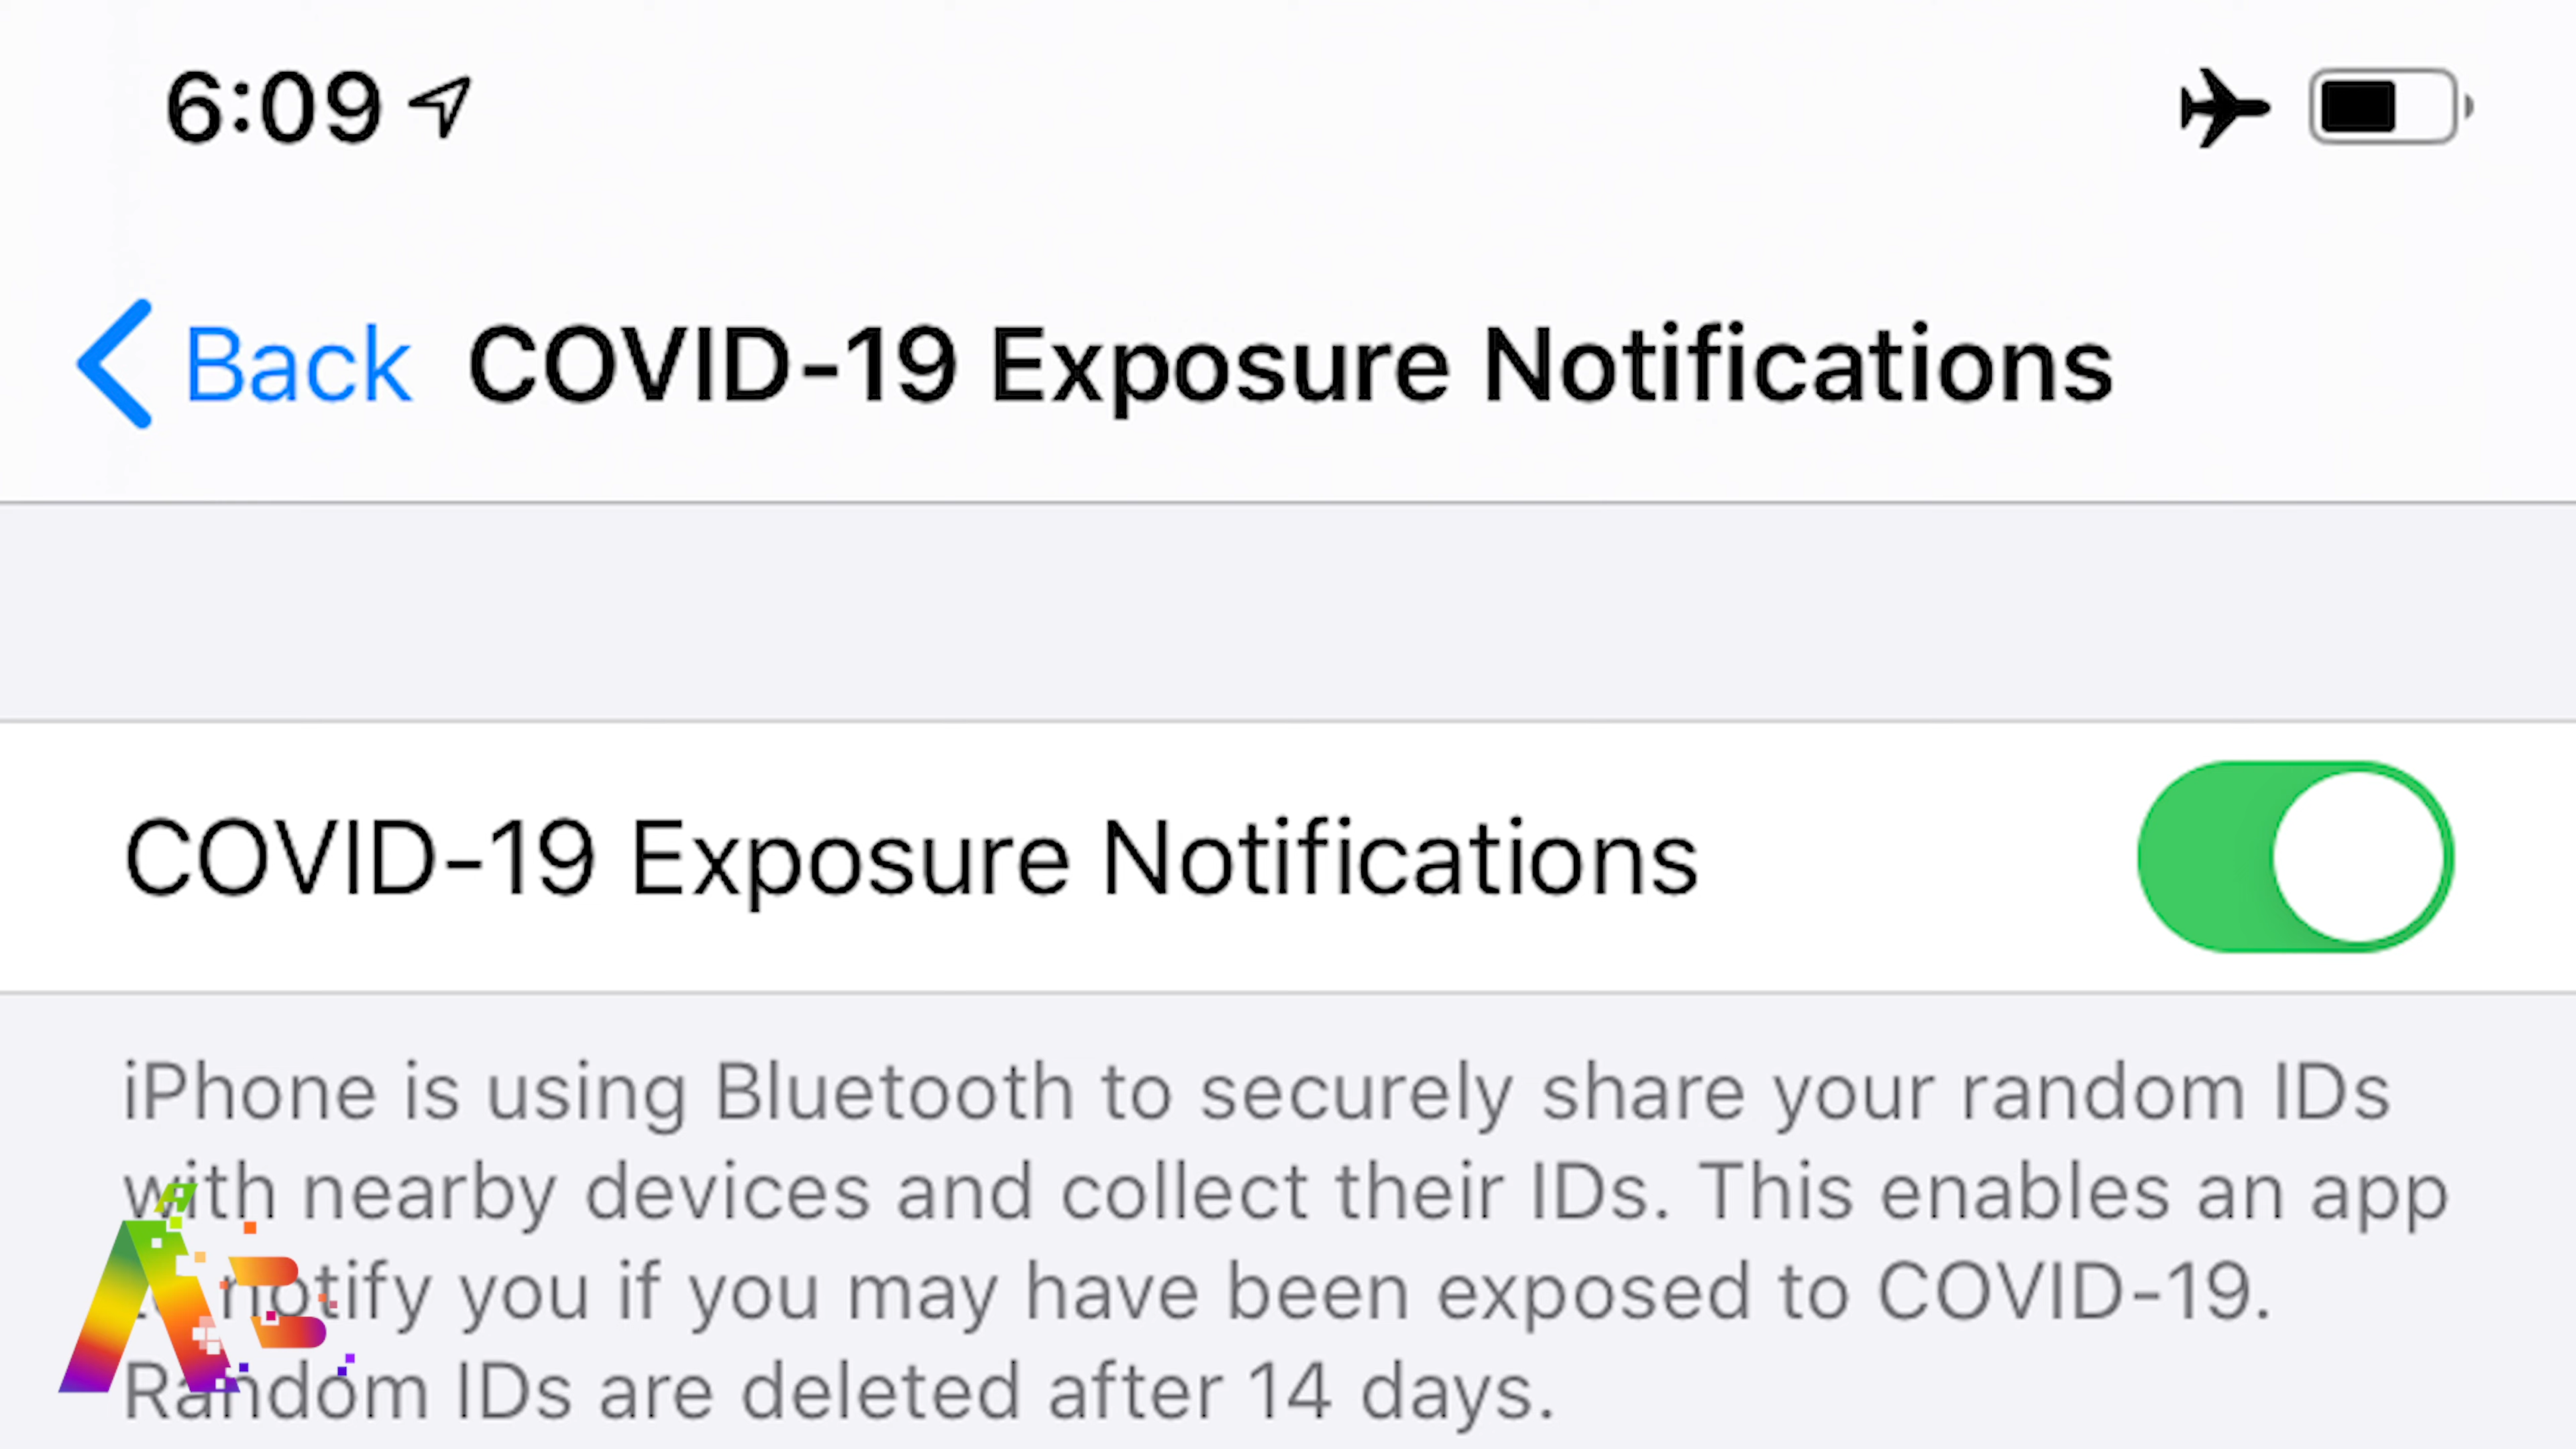 6:09
Back COVID-19 Exposure Notifications
COVID-19 Exposure Notifications
iPhone is using Bluetooth to securely share your random IDs
with nearby devices and collect their IDs. This enables an app
notify you if you may have been exposed to COVID-19.
Random IDs are deleted after 14 days.